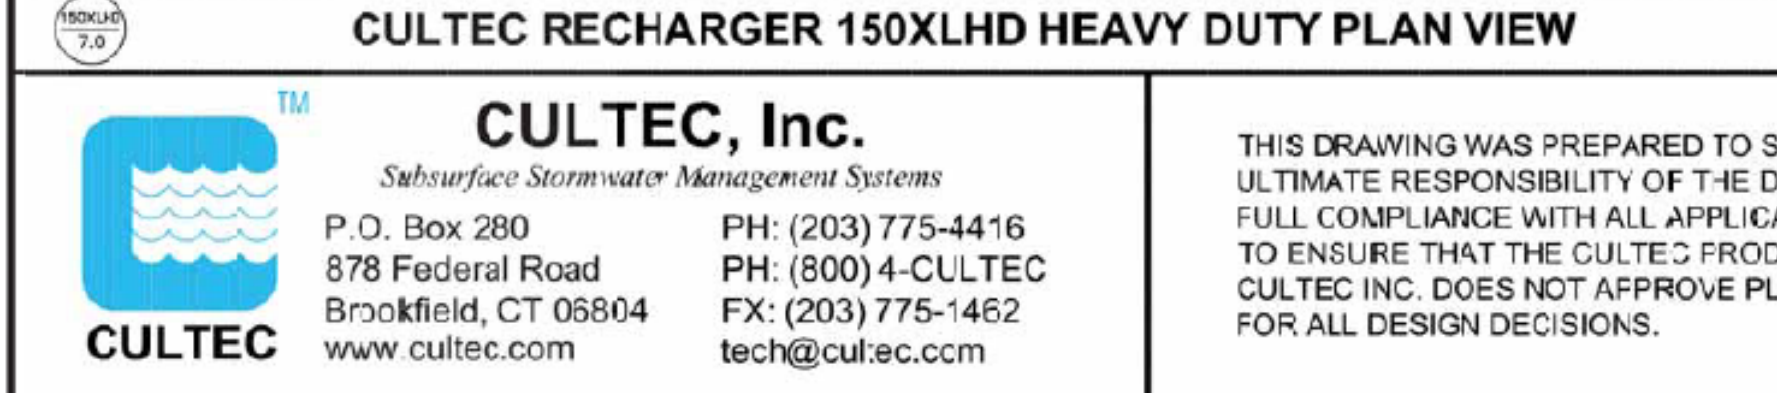 150XLHD
7.0
CULTEC RECHARGER 150XLHD HEAVY DUTY PLAN VIEW
TM
CULTEC
CULTEC, Inc.
Subsurface Stormwater Management Systems
P.O. Box 280
878 Federal Road
Brookfield, CT 06804
www.cultec.com
PH: (203) 775-4416
PH: (800) 4-CULTEC
FX: (203) 775-1462
tech@cultec.com
THIS DRAWING WAS PREPARED TO S
ULTIMATE RESPONSIBILITY OF THE D
FULL COMPLIANCE WITH ALL APPLICA
TO ENSURE THAT THE CULTEC PROD
CULTEC INC. DOES NOT APPROVE PL
FOR ALL DESIGN DECISIONS.